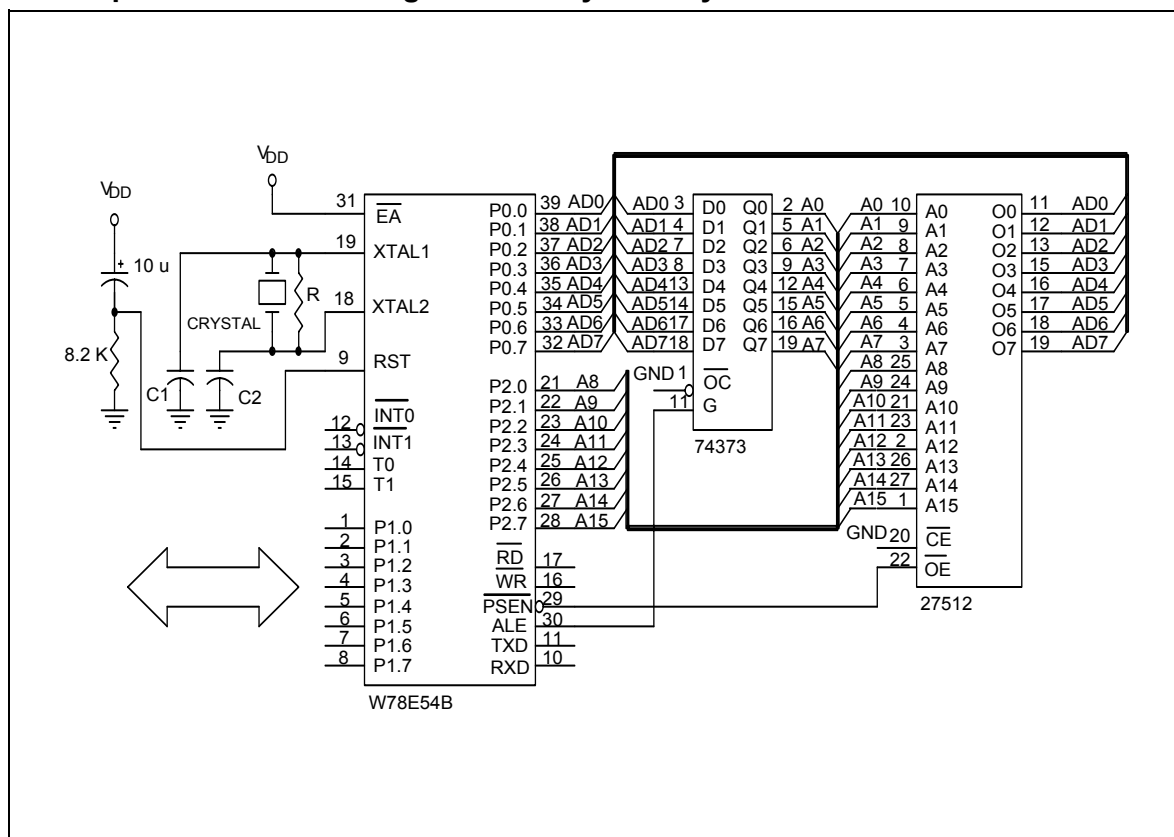 VDD
VDD
10 u
8.2 K
C1
C2
CRYSTAL
R
31 EA
19 XTAL1
18 XTAL2
9 RST
12 INT0
13 INT1
14 T0
15 T1
1 P1.0
2 P1.1
3 P1.2
4 P1.3
5 P1.4
6 P1.5
7 P1.6
8 P1.7
P0.0 39 AD0
P0.1 38 AD1
P0.2 37 AD2
P0.3 36 AD3
P0.4 35 AD4
P0.5 34 AD5
P0.6 33 AD6
P0.7 32 AD7
P2.0 21 A8
P2.1 22 A9
P2.2 23 A10
P2.3 24 A11
P2.4 25 A12
P2.5 26 A13
P2.6 27 A14
P2.7 28 A15
RD 17
WR 16
PSEN 29
ALE 30
TXD 11
RXD 10
W78E54B
AD0 3 D0 Q0 2 A0
AD1 4 D1 Q1 5 A1
AD2 7 D2 Q2 6 A2
AD3 8 D3 Q3 9 A3
AD4 13 D4 Q4 12 A4
AD5 14 D5 Q5 15 A5
AD6 17 D6 Q6 16 A6
AD7 18 D7 Q7 19 A7
GND 1 OC
11 G
74373
A0 10 A0 O0 11 AD0
A1 9 A1 O1 12 AD1
A2 8 A2 O2 13 AD2
A3 7 A3 O3 15 AD3
A4 6 A4 O4 16 AD4
A5 5 A5 O5 17 AD5
A6 4 A6 O6 18 AD6
A7 3 A7 O7 19 AD7
A8 25 A8
A9 24 A9
A10 21 A10
A11 23 A11
A12 2 A12
A13 26 A13
A14 27 A14
A15 1 A15
GND 20 CE
22 OE
27512